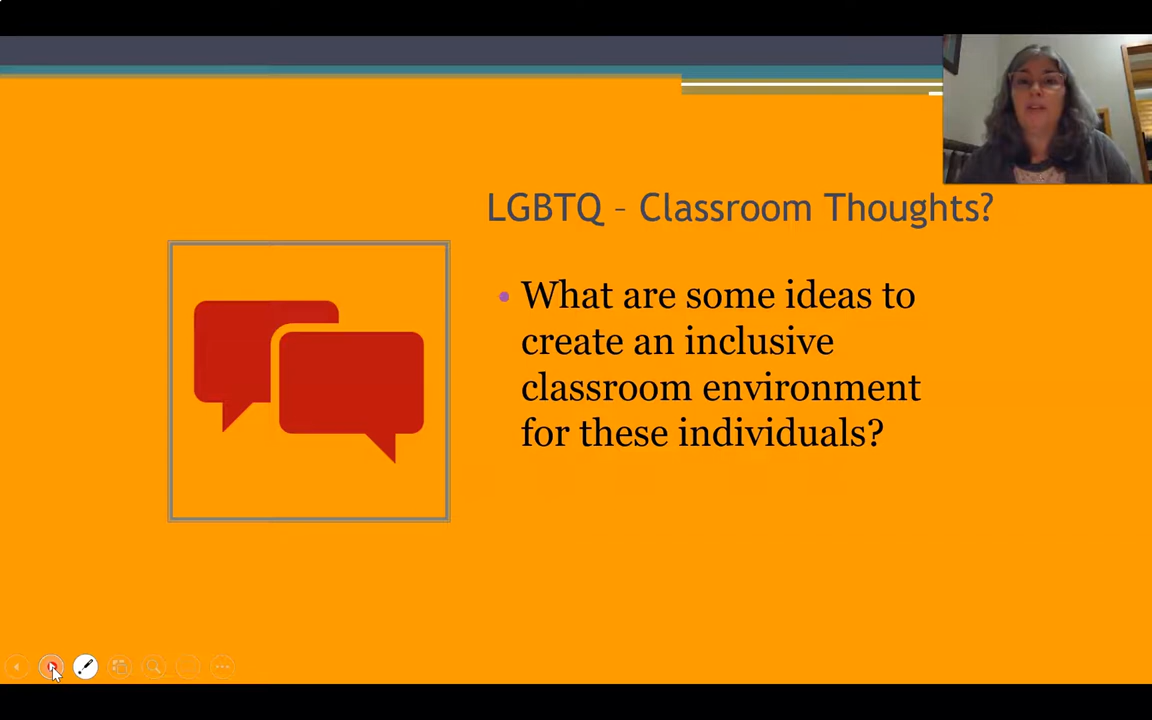 LGBTQ – Classroom Thoughts?
What are some ideas to
create an inclusive
classroom environment
for these individuals?